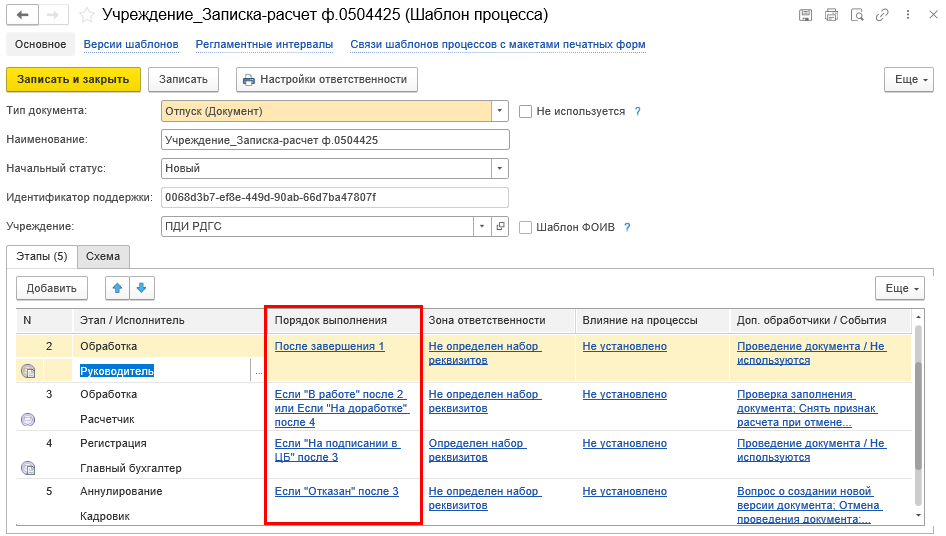 Учреждение_Записка-расчет ф.0504425 (Шаблон процесса)
Основное Версии шаблонов Регламентные интервалы Связи шаблонов процессов с макетами печатных форм
Записать и закрыть Записать Настройки ответственности Еще
Тип документа: Отпуск (Документ) Не используется ?
Наименование: Учреждение_Записка-расчет ф.0504425
Начальный статус: Новый
Идентификатор поддержки: 0068d3b7-ef8e-449d-90ab-66d7ba47807f
Учреждение: ПДИ РДГС Шаблон ФОИВ ?
Этапы (5) Схема
Добавить Еще
N Этап / Исполнитель Порядок выполнения Зона ответственности Влияние на процессы Доп. обработчики / События
2 Обработка После завершения 1 Не определен набор Не установлено Проведение документа / Не
реквизитов используются
Руководитель ...
3 Обработка Если "В работе" после 2 Не определен набор Не установлено Проверка заполнения
или Если "На доработке" реквизитов документа; Снять признак
Расчетчик после 4 расчета при отмене...
4 Регистрация Если "На подписании в Определен набор Не установлено Проведение документа / Не
ЦБ" после 3 реквизитов используются
Главный бухгалтер
5 Аннулирование Если "Отказан" после 3 Не определен набор Не установлено Вопрос о создании новой
реквизитов версии документа; Отмена
Кадровик проведения документа;...